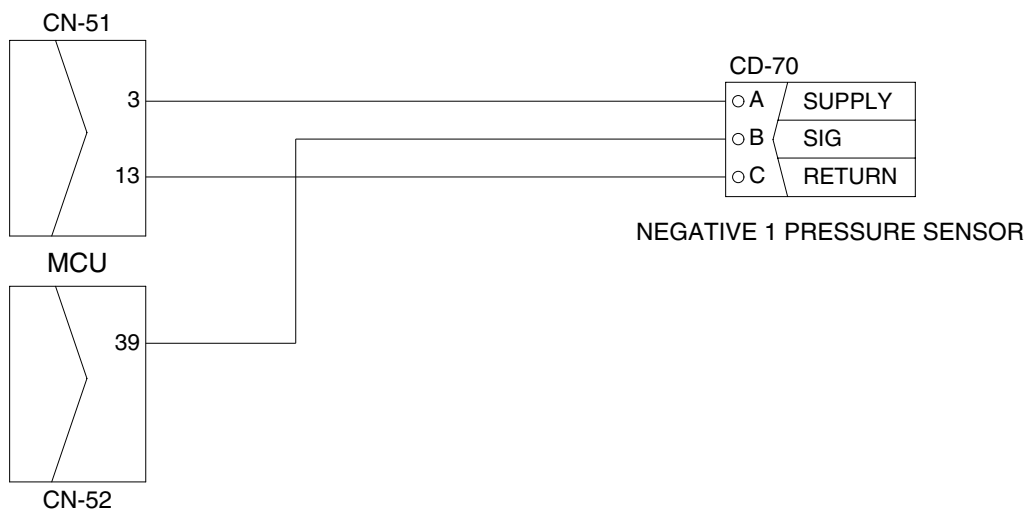 CN-51
3
13
MCU
39
CN-52
CD-70
A SUPPLY
B SIG
C RETURN
NEGATIVE 1 PRESSURE SENSOR